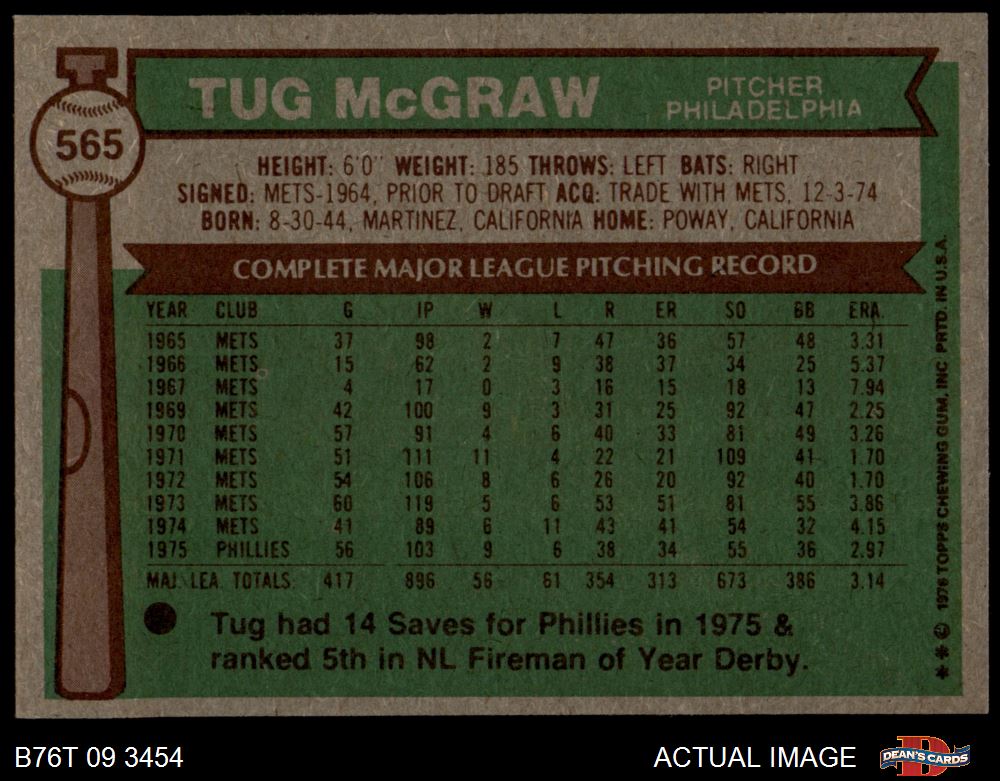 TUG McGRAW
PITCHER
PHILADELPHIA
565
HEIGHT: 6'0" WEIGHT: 185 THROWS: LEFT BATS: RIGHT
SIGNED: METS-1964, PRIOR TO DRAFT ACQ: TRADE WITH METS, 12-3-74
BORN: 8-30-44, MARTINEZ, CALIFORNIA HOME: POWAY, CALIFORNIA
COMPLETE MAJOR LEAGUE PITCHING RECORD
YEAR CLUB G IP W L R ER SO BB ERA.
1965 METS 37 98 2 7 47 36 57 48 3.31
1966 METS 15 62 2 9 38 37 34 25 5.37
1967 METS 4 17 0 3 16 15 18 13 7.94
1969 METS 42 100 9 3 31 25 92 47 2.25
1970 METS 57 91 4 6 40 33 81 49 3.26
1971 METS 51 111 11 4 22 21 109 41 1.70
1972 METS 54 106 8 6 26 20 92 40 1.70
1973 METS 60 119 5 6 53 51 81 55 3.86
1974 METS 41 89 6 11 43 41 54 32 4.15
1975 PHILLIES 56 103 9 6 38 34 55 36 2.97
MAJ. LEA. TOTALS 417 896 56 61 354 313 673 386 3.14
Tug had 14 Saves for Phillies in 1975 &
ranked 5th in NL Fireman of Year Derby.
* * © 1976 TOPPS CHEWING GUM, INC PRTD. IN U.S.A.
B76T 09 3454
ACTUAL IMAGE
DEAN'S CARDS